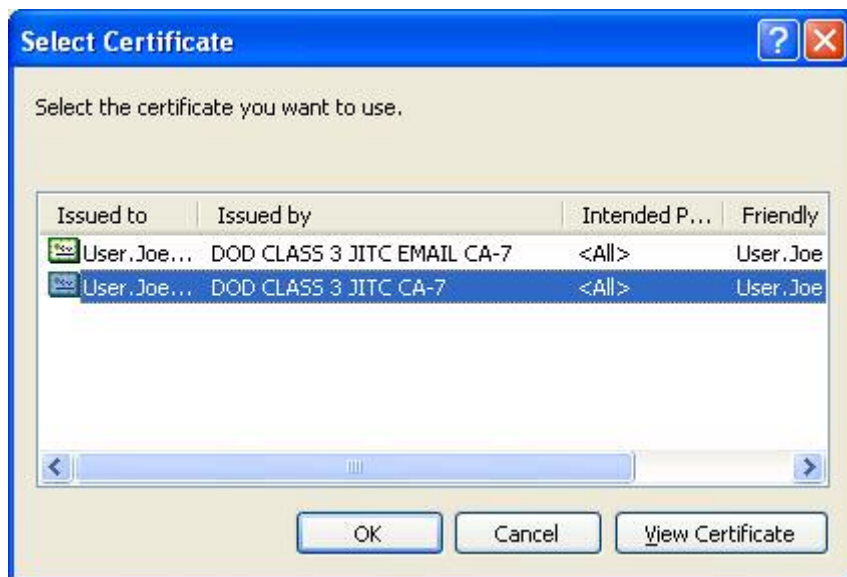 Select Certificate
Select the certificate you want to use.
Issued to Issued by Intended P... Friendly
User.Joe... DOD CLASS 3 JITC EMAIL CA-7 <All> User.Joe
User.Joe... DOD CLASS 3 JITC CA-7 <All> User.Joe
OK Cancel View Certificate